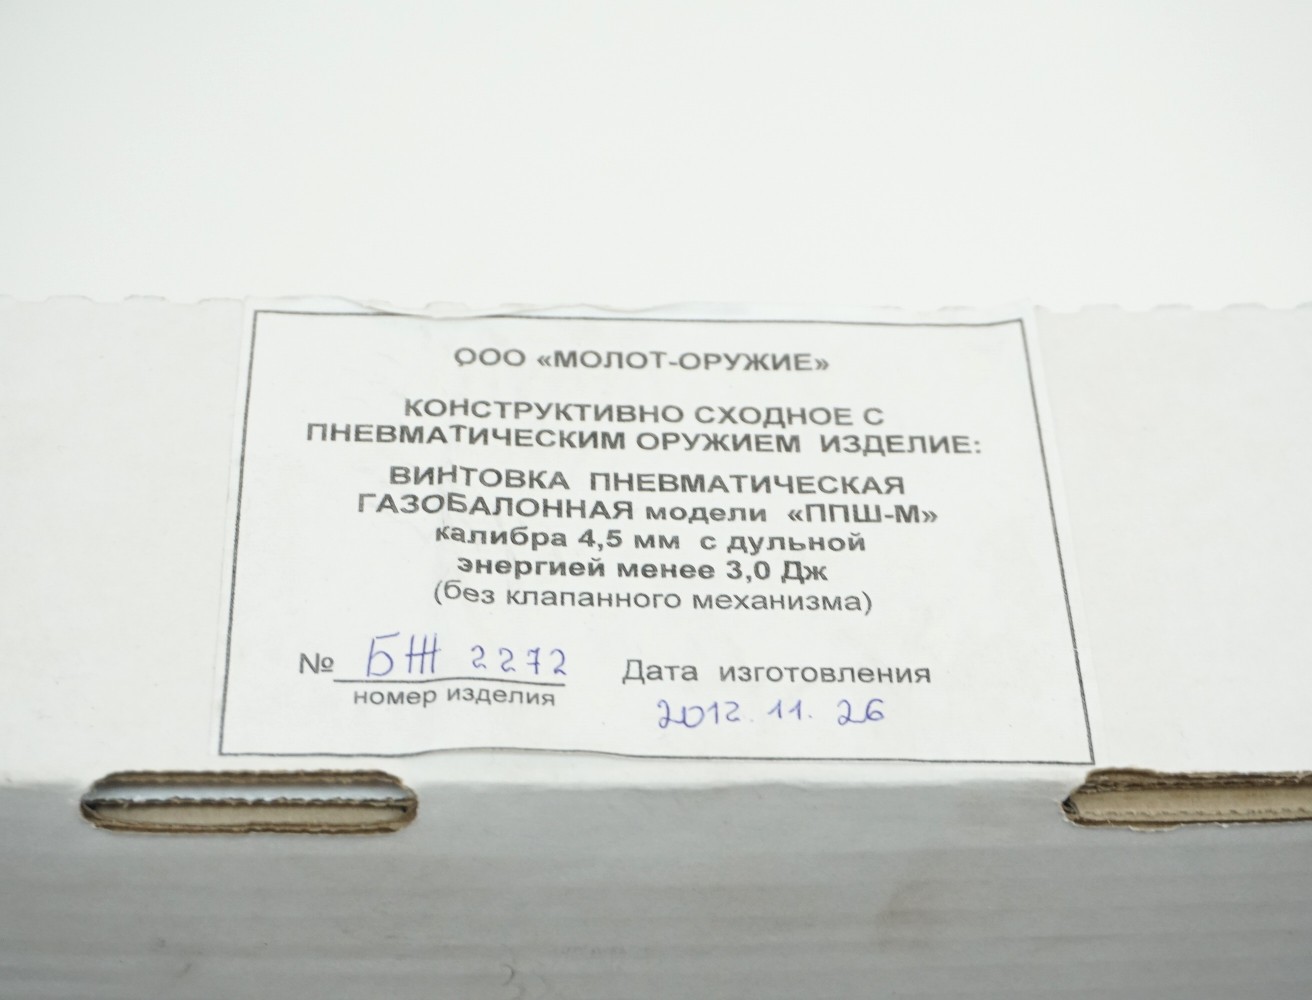 ООО «МОЛОТ-ОРУЖИЕ»
КОНСТРУКТИВНО СХОДНОЕ С
ПНЕВМАТИЧЕСКИМ ОРУЖИЕМ ИЗДЕЛИЕ:
ВИНТОВКА ПНЕВМАТИЧЕСКАЯ
ГАЗОБАЛОННАЯ модели «ППШ-М»
калибра 4,5 мм с дульной
энергией менее 3,0 Дж
(без клапанного механизма)
№ БЖ 2272 Дата изготовления
номер изделия 2012.11.26